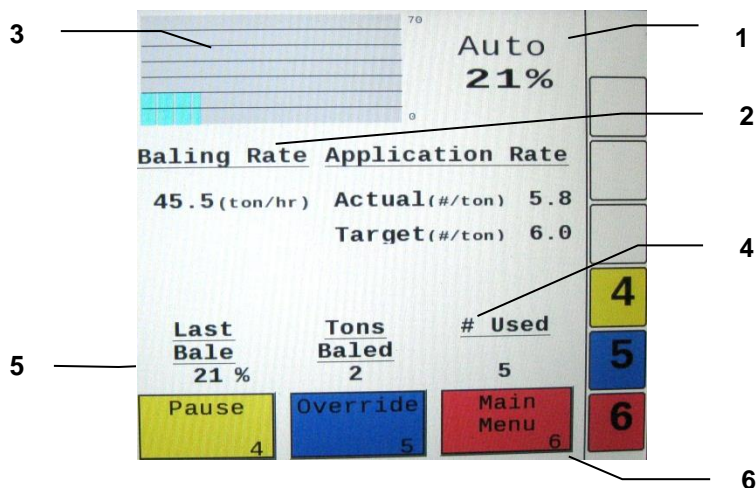 70
3
1
Auto
21%
0
2
Baling Rate Application Rate
45.5(ton/hr) Actual(#/ton) 5.8
Target(#/ton) 6.0
4
4
Last Bale Tons Baled # Used
5
21 % 2 5
5
Pause 4
Override 5
Main Menu 6
6
6